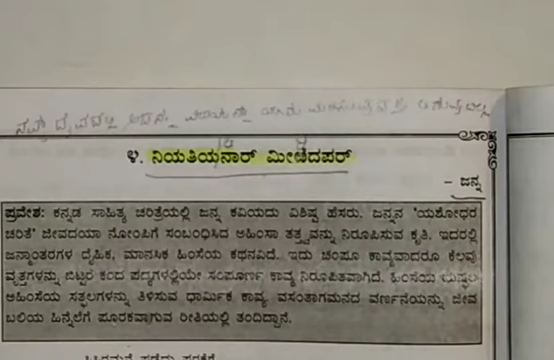 ೪. ನಿಯತಿಯನಾರ್ ಮೀಱಿದಪರ್
– ಜನ್ನ
ಪ್ರವೇಶ: ಕನ್ನಡ ಸಾಹಿತ್ಯ ಚರಿತ್ರೆಯಲ್ಲಿ ಜನ್ನ ಕವಿಯದು ವಿಶಿಷ್ಟ ಹೆಸರು. ಜನ್ನನ 'ಯಶೋಧರ
ಚರಿತೆ' ಜೀವದಯಾ ನೋಂಪಿಗೆ ಸಂಬಂಧಿಸಿದ ಅಹಿಂಸಾ ತತ್ತ್ವವನ್ನು ನಿರೂಪಿಸುವ ಕೃತಿ. ಇದರಲ್ಲಿ
ಜನ್ಮಾಂತರಗಳ ದೈಹಿಕ, ಮಾನಸಿಕ ಹಿಂಸೆಯ ಕಥನವಿದೆ. ಇದು ಚಂಪೂ ಕಾವ್ಯವಾದರೂ ಕೆಲವು
ವೃತ್ತಗಳನ್ನು ಬಿಟ್ಟರೆ ಕಂದ ಪದ್ಯಗಳಲ್ಲಿಯೇ ಸಂಪೂರ್ಣ ಕಾವ್ಯ ನಿರೂಪಿತವಾಗಿದೆ. ಹಿಂಸೆಯ
ಅಹಿಂಸೆಯ ಸತ್ಫಲಗಳನ್ನು ತಿಳಿಸುವ ಧಾರ್ಮಿಕ ಕಾವ್ಯ. ವಸಂತಾಗಮನದ ವರ್ಣನೆಯನ್ನು ಜೀವ
ಬಲಿಯ ಹಿನ್ನೆಲೆಗೆ ಪೂರಕವಾಗುವ ರೀತಿಯಲ್ಲಿ ತಂದಿದ್ದಾನೆ.